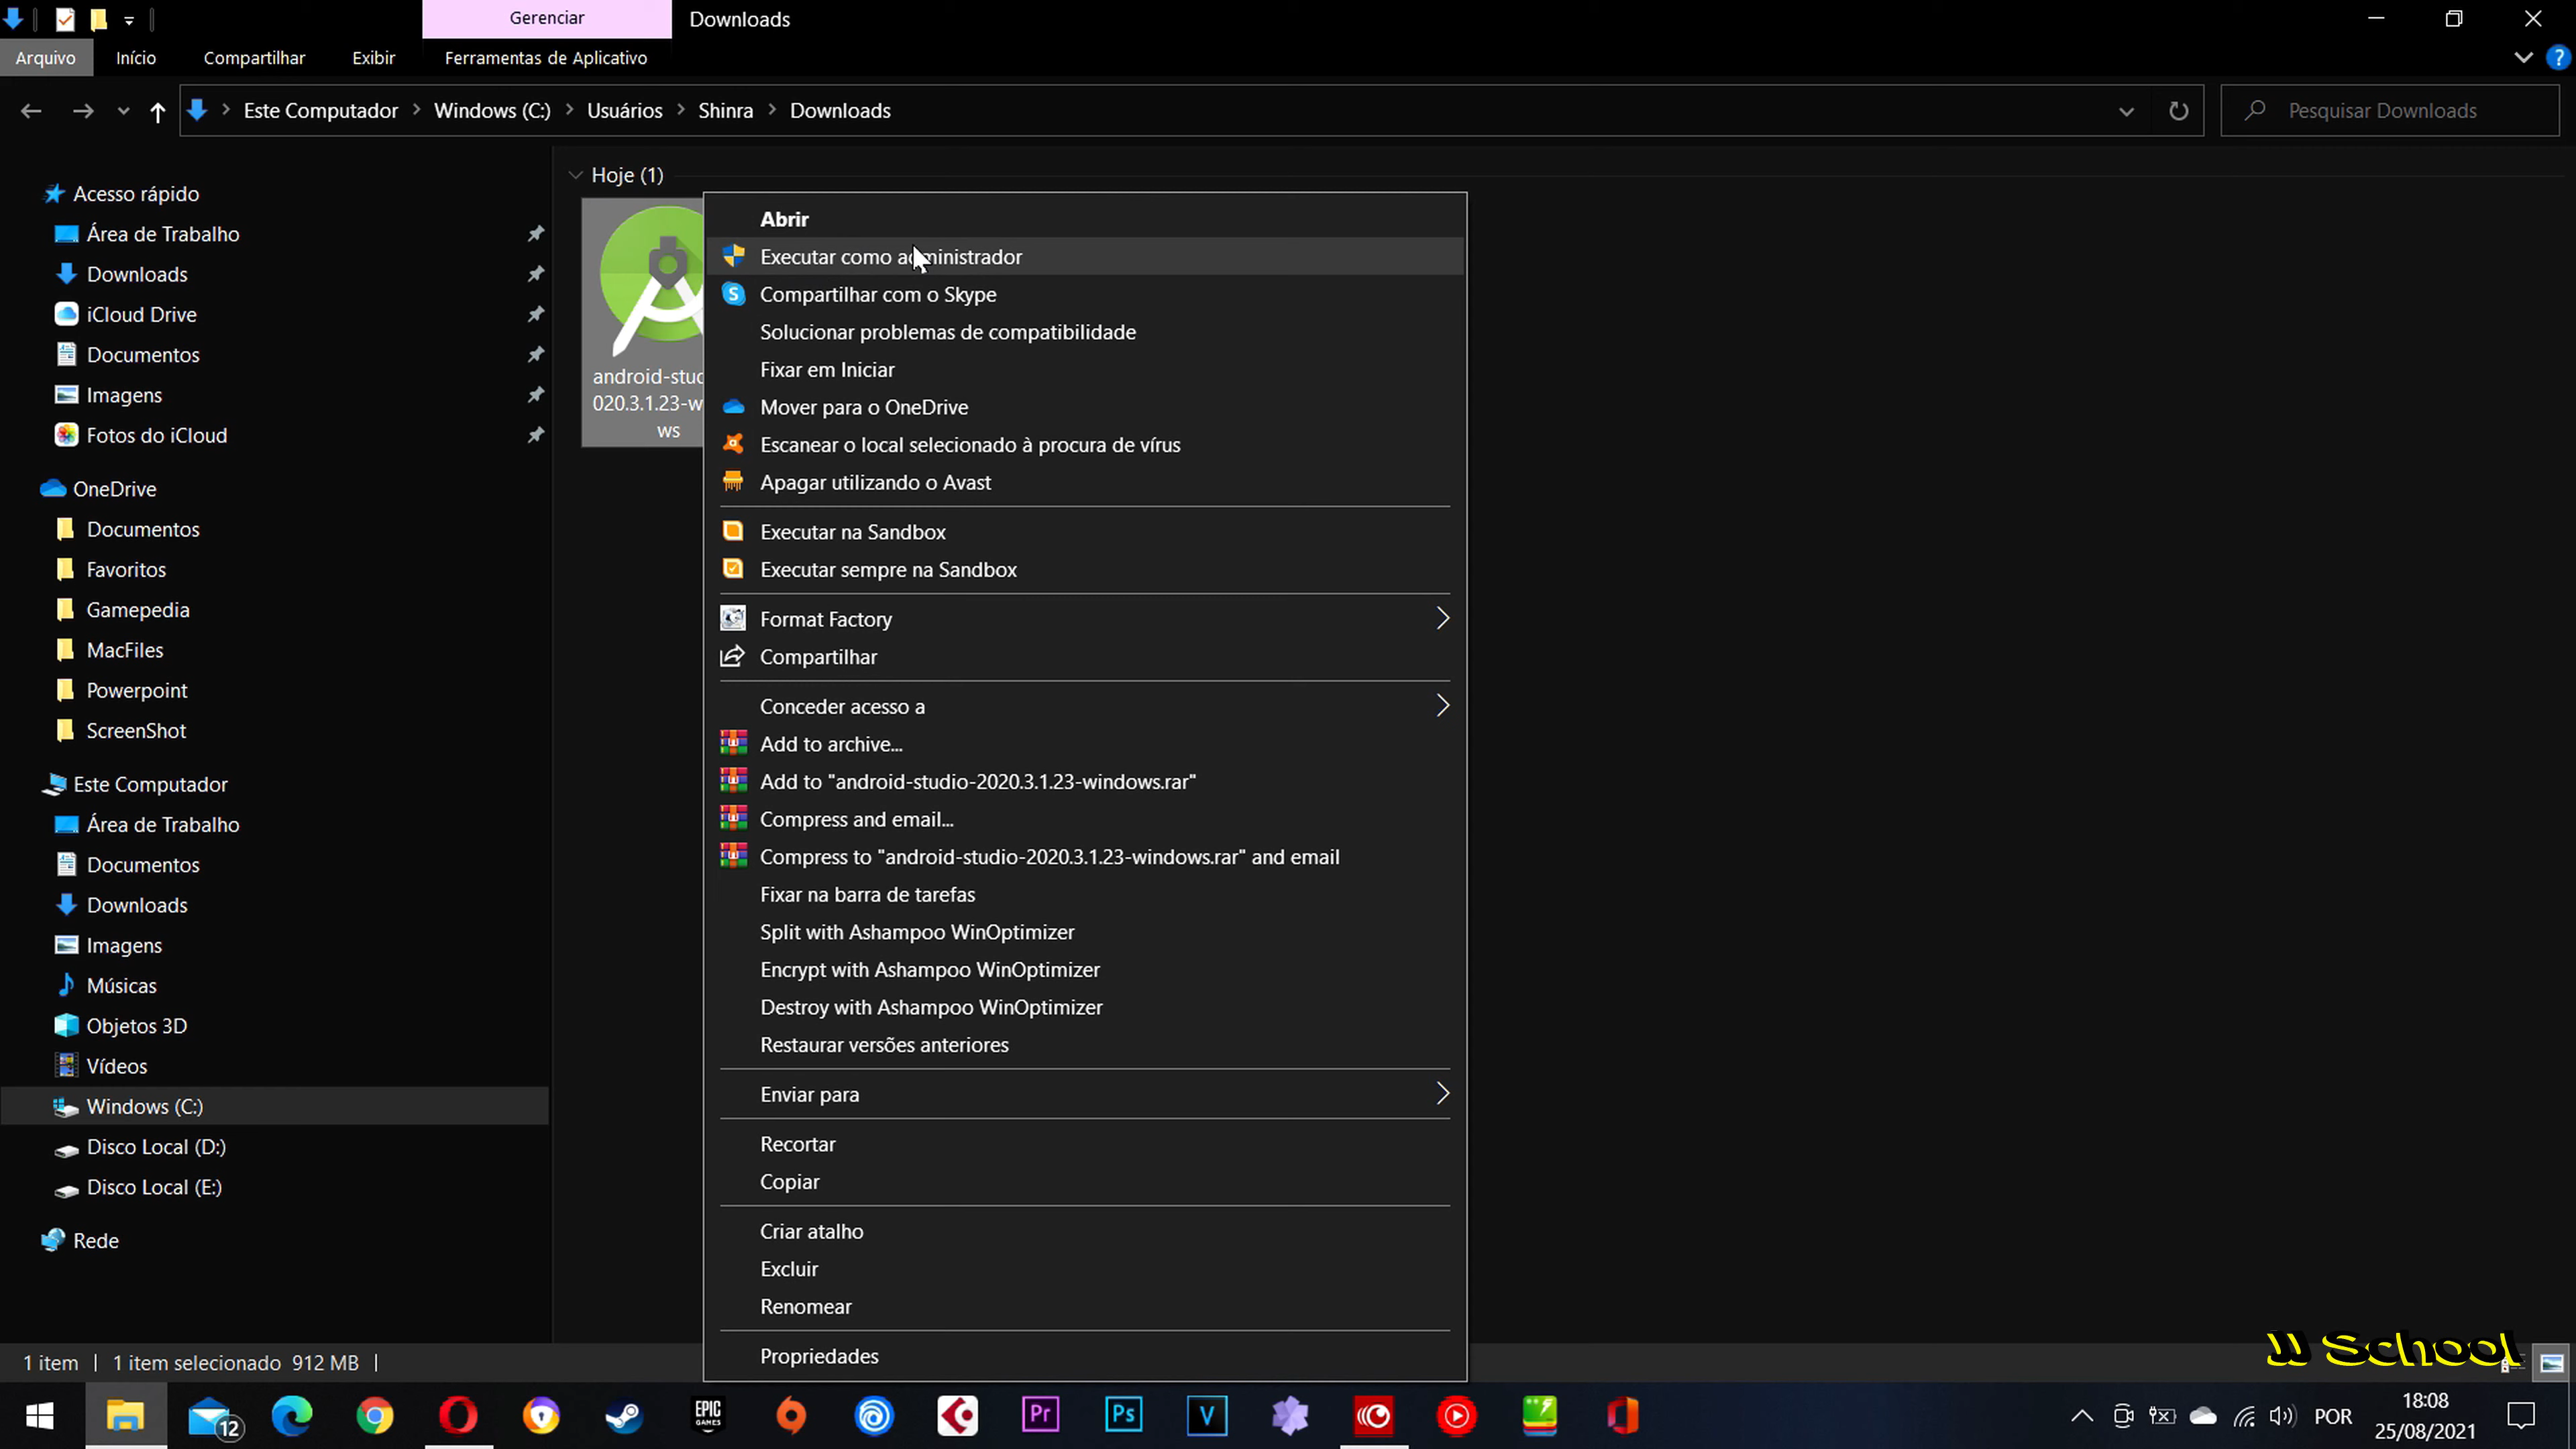 Gerenciar
Downloads
Arquivo
Início
Compartilhar
Exibir
Ferramentas de Aplicativo
Este Computador
Windows (C:)
Usuários
Shinra
Downloads
Pesquisar Downloads
Acesso rápido
Área de Trabalho
Downloads
iCloud Drive
Documentos
Imagens
Fotos do iCloud
OneDrive
Documentos
Favoritos
Gamepedia
MacFiles
Powerpoint
ScreenShot
Este Computador
Área de Trabalho
Documentos
Downloads
Imagens
Músicas
Objetos 3D
Vídeos
Windows (C:)
Disco Local (D:)
Disco Local (E:)
Rede
Hoje (1)
android-stuc
020.3.1.23-w
ws
Abrir
Executar como administrador
Compartilhar com o Skype
Solucionar problemas de compatibilidade
Fixar em Iniciar
Mover para o OneDrive
Escanear o local selecionado à procura de vírus
Apagar utilizando o Avast
Executar na Sandbox
Executar sempre na Sandbox
Format Factory
Compartilhar
Conceder acesso a
Add to archive...
Add to "android-studio-2020.3.1.23-windows.rar"
Compress and email...
Compress to "android-studio-2020.3.1.23-windows.rar" and email
Fixar na barra de tarefas
Split with Ashampoo WinOptimizer
Encrypt with Ashampoo WinOptimizer
Destroy with Ashampoo WinOptimizer
Restaurar versões anteriores
Enviar para
Recortar
Copiar
Criar atalho
Excluir
Renomear
Propriedades
1 item
1 item selecionado 912 MB
JJ School
12
EPIC
GAMES
Pr
Ps
V
POR
18:08
25/08/2021